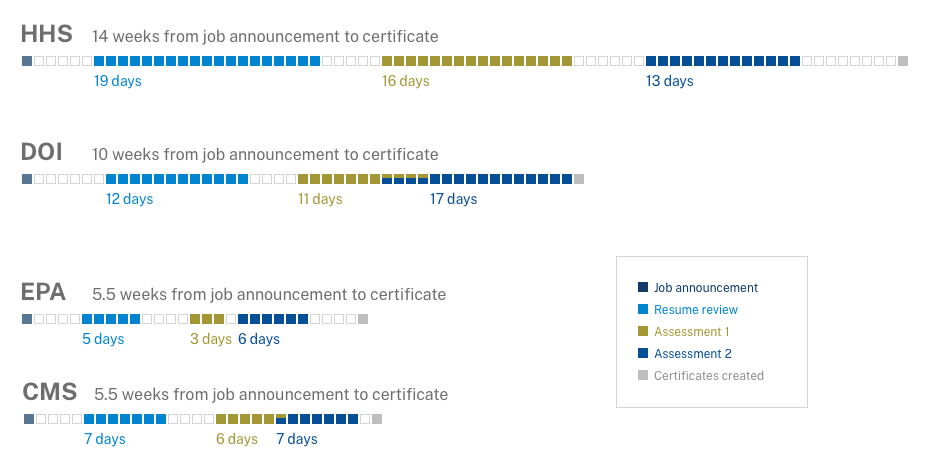 HHS 14 weeks from job announcement to certificate
19 days 16 days 13 days
DOI 10 weeks from job announcement to certificate
12 days 11 days 17 days
EPA 5.5 weeks from job announcement to certificate
5 days 3 days 6 days
CMS 5.5 weeks from job announcement to certificate
7 days 6 days 7 days
Job announcement
Resume review
Assessment 1
Assessment 2
Certificates created